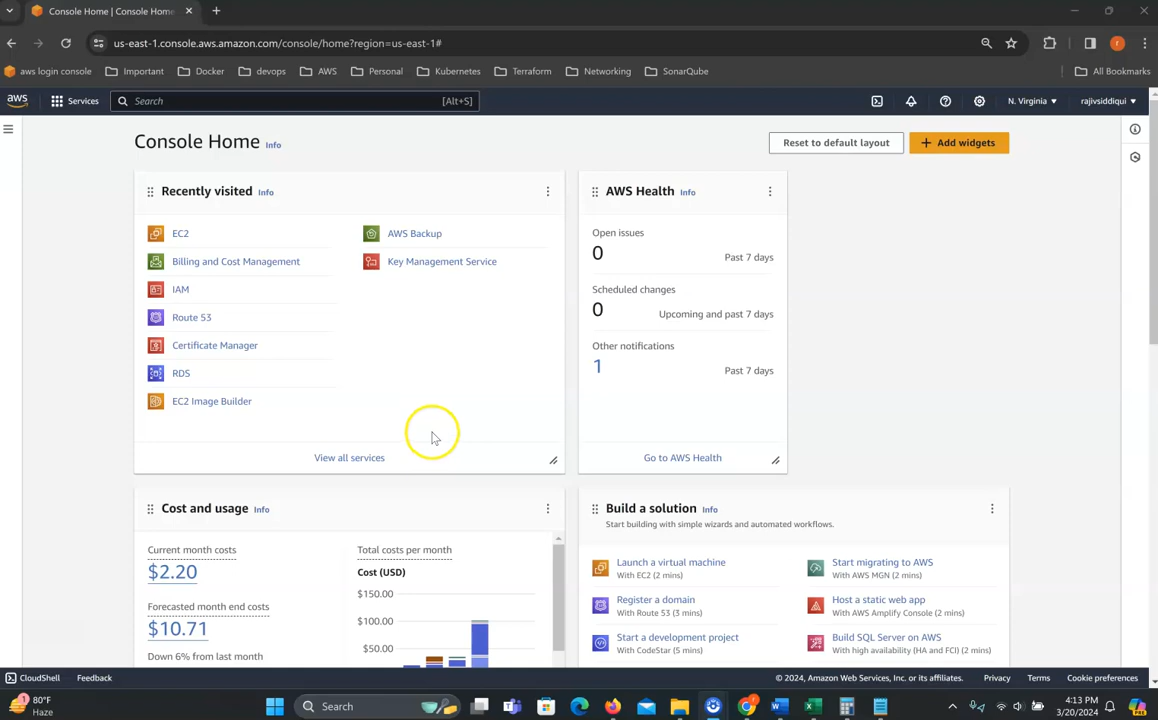 Console Home | Console Hom
us-east-1.console.aws.amazon.com/console/home?region=us-east-1#
r
aws login console
Important
Docker
devops
AWS
Personal
Kubernetes
Terraform
Networking
SonarQube
All Bookmarks
aws
Services
Search
[Alt+S]
N. Virginia
rajivsiddiqui
Console Home
Info
Reset to default layout
+ Add widgets
Recently visited
Info
EC2
Billing and Cost Management
IAM
Route 53
Certificate Manager
RDS
EC2 Image Builder
AWS Backup
Key Management Service
View all services
AWS Health
Info
Open issues
0
Past 7 days
Scheduled changes
0
Upcoming and past 7 days
Other notifications
1
Past 7 days
Go to AWS Health
Cost and usage
Info
Current month costs
$2.20
Forecasted month end costs
$10.71
Down 6% from last month
Total costs per month
Cost (USD)
$150.00
$100.00
$50.00
Build a solution
Info
Start building with simple wizards and automated workflows.
Launch a virtual machine
With EC2 (2 mins)
Register a domain
With Route 53 (3 mins)
Start a development project
With CodeStar (5 mins)
Start migrating to AWS
With AWS MGN (2 mins)
Host a static web app
With AWS Amplify Console (2 mins)
Build SQL Server on AWS
With high availability (HA and FCI) (2 mins)
CloudShell
Feedback
© 2024, Amazon Web Services, Inc. or its affiliates.
Privacy
Terms
Cookie preferences
1
80°F
Haze
Search
4:13 PM
3/20/2024